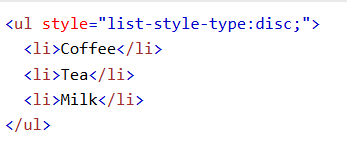 <ul style="list-style-type:disc;">
  <li>Coffee</li>
  <li>Tea</li>
  <li>Milk</li>
</ul>